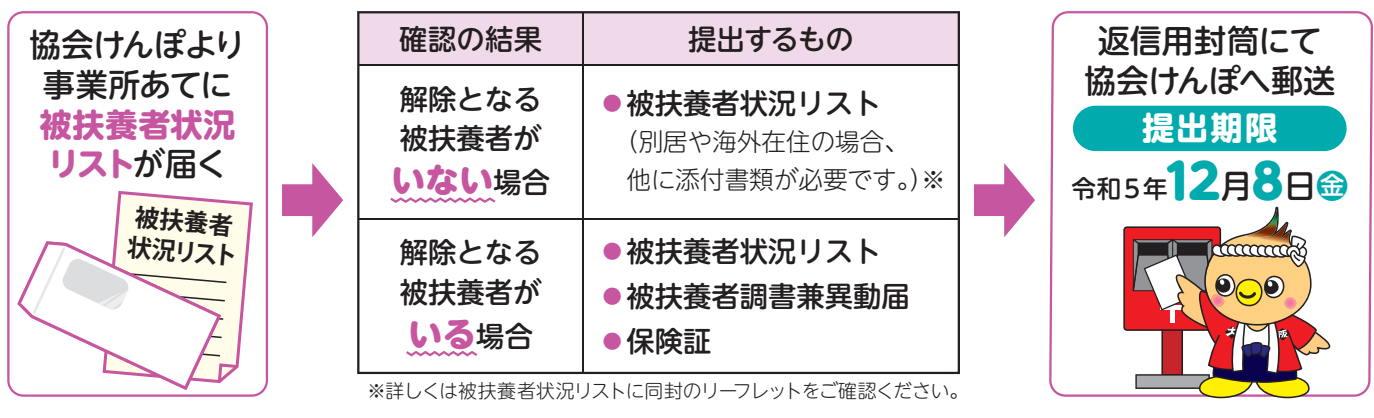 協会けんぽより
事業所あてに
被扶養者状況
リストが届く
被扶養者
状況リスト
確認の結果
提出するもの
解除となる
被扶養者が
いない場合
●被扶養者状況リスト
(別居や海外在住の場合、
他に添付書類が必要です。)※
解除となる
被扶養者が
いる場合
●被扶養者状況リスト
●被扶養者調書兼異動届
●保険証
※詳しくは被扶養者状況リストに同封のリーフレットをご確認ください。
返信用封筒にて
協会けんぽへ郵送
提出期限
令和5年12月8日金
〒